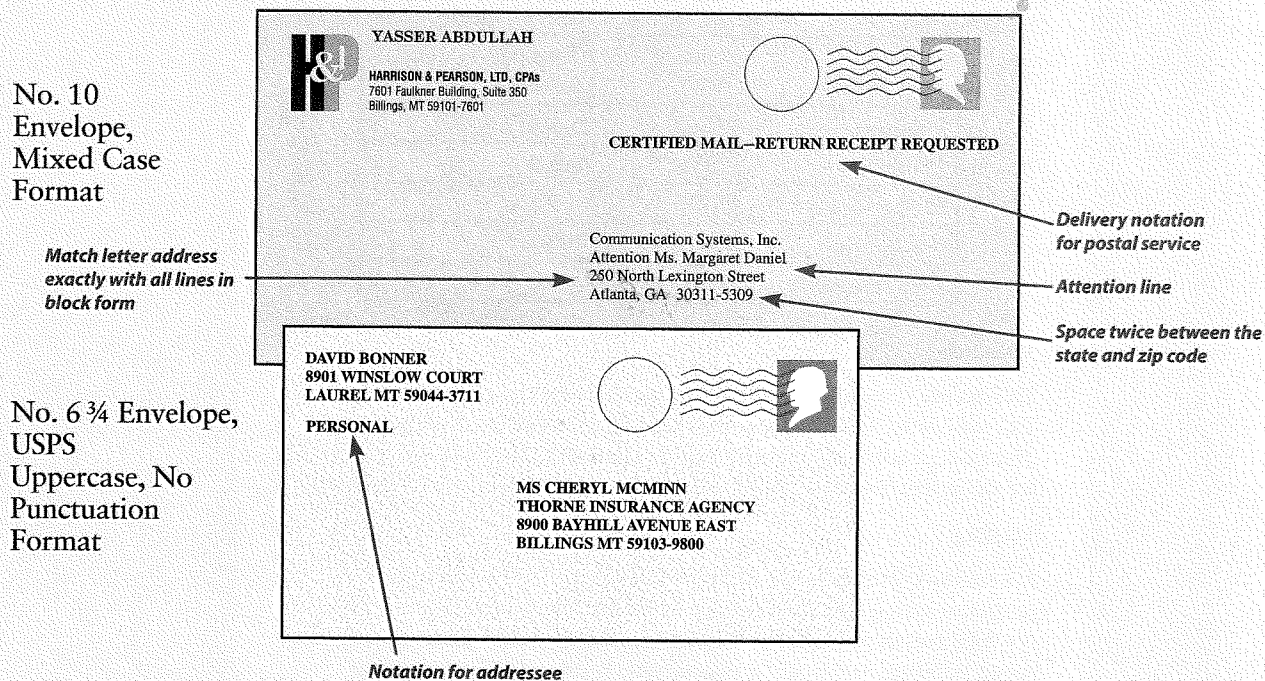 No. 10
Envelope,
Mixed Case
Format
H&P
YASSER ABDULLAH
HARRISON & PEARSON, LTD, CPAs
7601 Faulkner Building, Suite 350
Billings, MT 59101-7601
CERTIFIED MAIL–RETURN RECEIPT REQUESTED
Delivery notation
for postal service
Match letter address
exactly with all lines in
block form
Communication Systems, Inc.
Attention Ms. Margaret Daniel
250 North Lexington Street
Atlanta, GA  30311-5309
Attention line
Space twice between the
state and zip code
No. 6 ¾ Envelope,
USPS
Uppercase, No
Punctuation
Format
DAVID BONNER
8901 WINSLOW COURT
LAUREL MT 59044-3711
PERSONAL
MS CHERYL MCMINN
THORNE INSURANCE AGENCY
8900 BAYHILL AVENUE EAST
BILLINGS MT 59103-9800
Notation for addressee